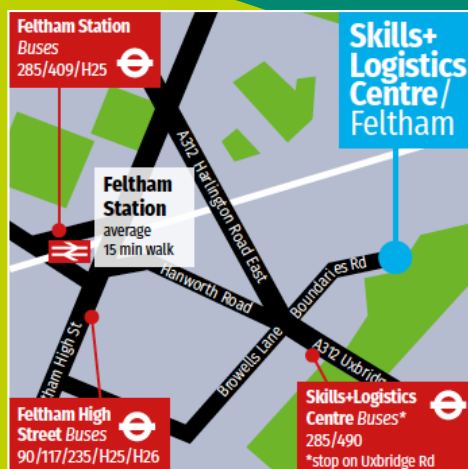 Feltham Station
Buses
285/409/H25
Skills+
Logistics
Centre/
Feltham
A312 Harlington Road East
Feltham
Station
average
15 min walk
Hanworth Road
Boundaries Rd
Browells Lane
A312 Uxbridge
High St
Feltham High
Street Buses
90/117/235/H25/H26
Skills+Logistics
Centre Buses*
285/490
*stop on Uxbridge Rd